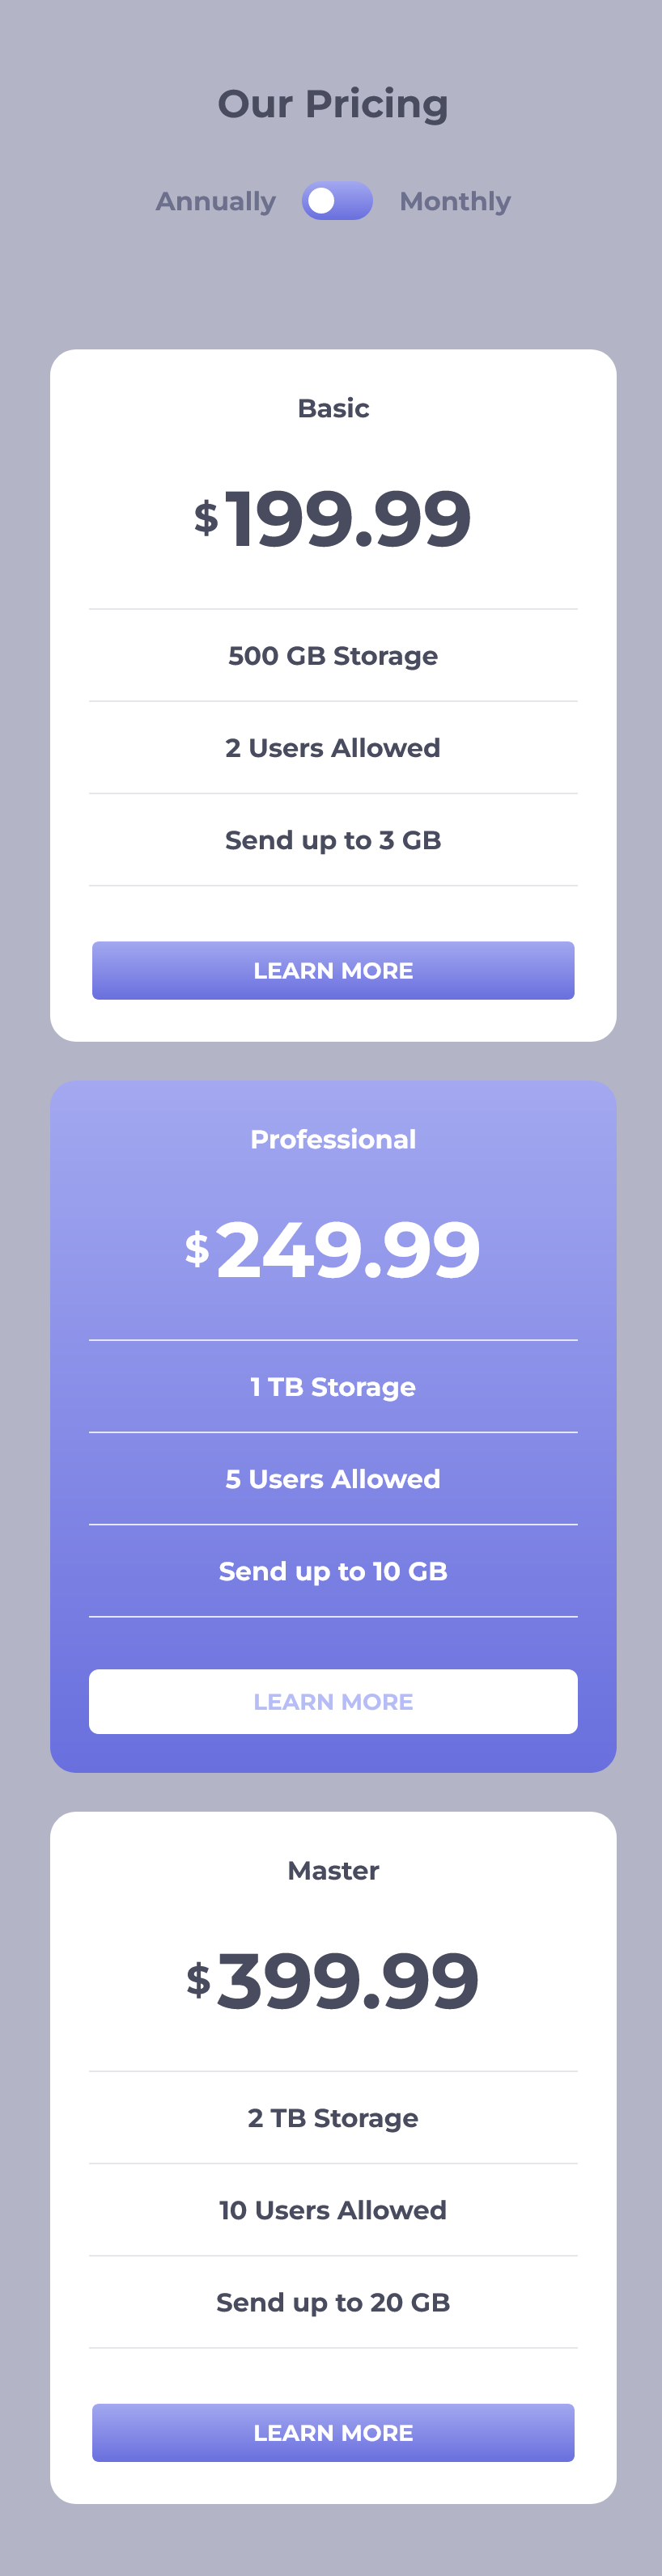 Our Pricing
Annually Monthly
Basic
$199.99
500 GB Storage
2 Users Allowed
Send up to 3 GB
LEARN MORE
Professional
$249.99
1 TB Storage
5 Users Allowed
Send up to 10 GB
LEARN MORE
Master
$399.99
2 TB Storage
10 Users Allowed
Send up to 20 GB
LEARN MORE